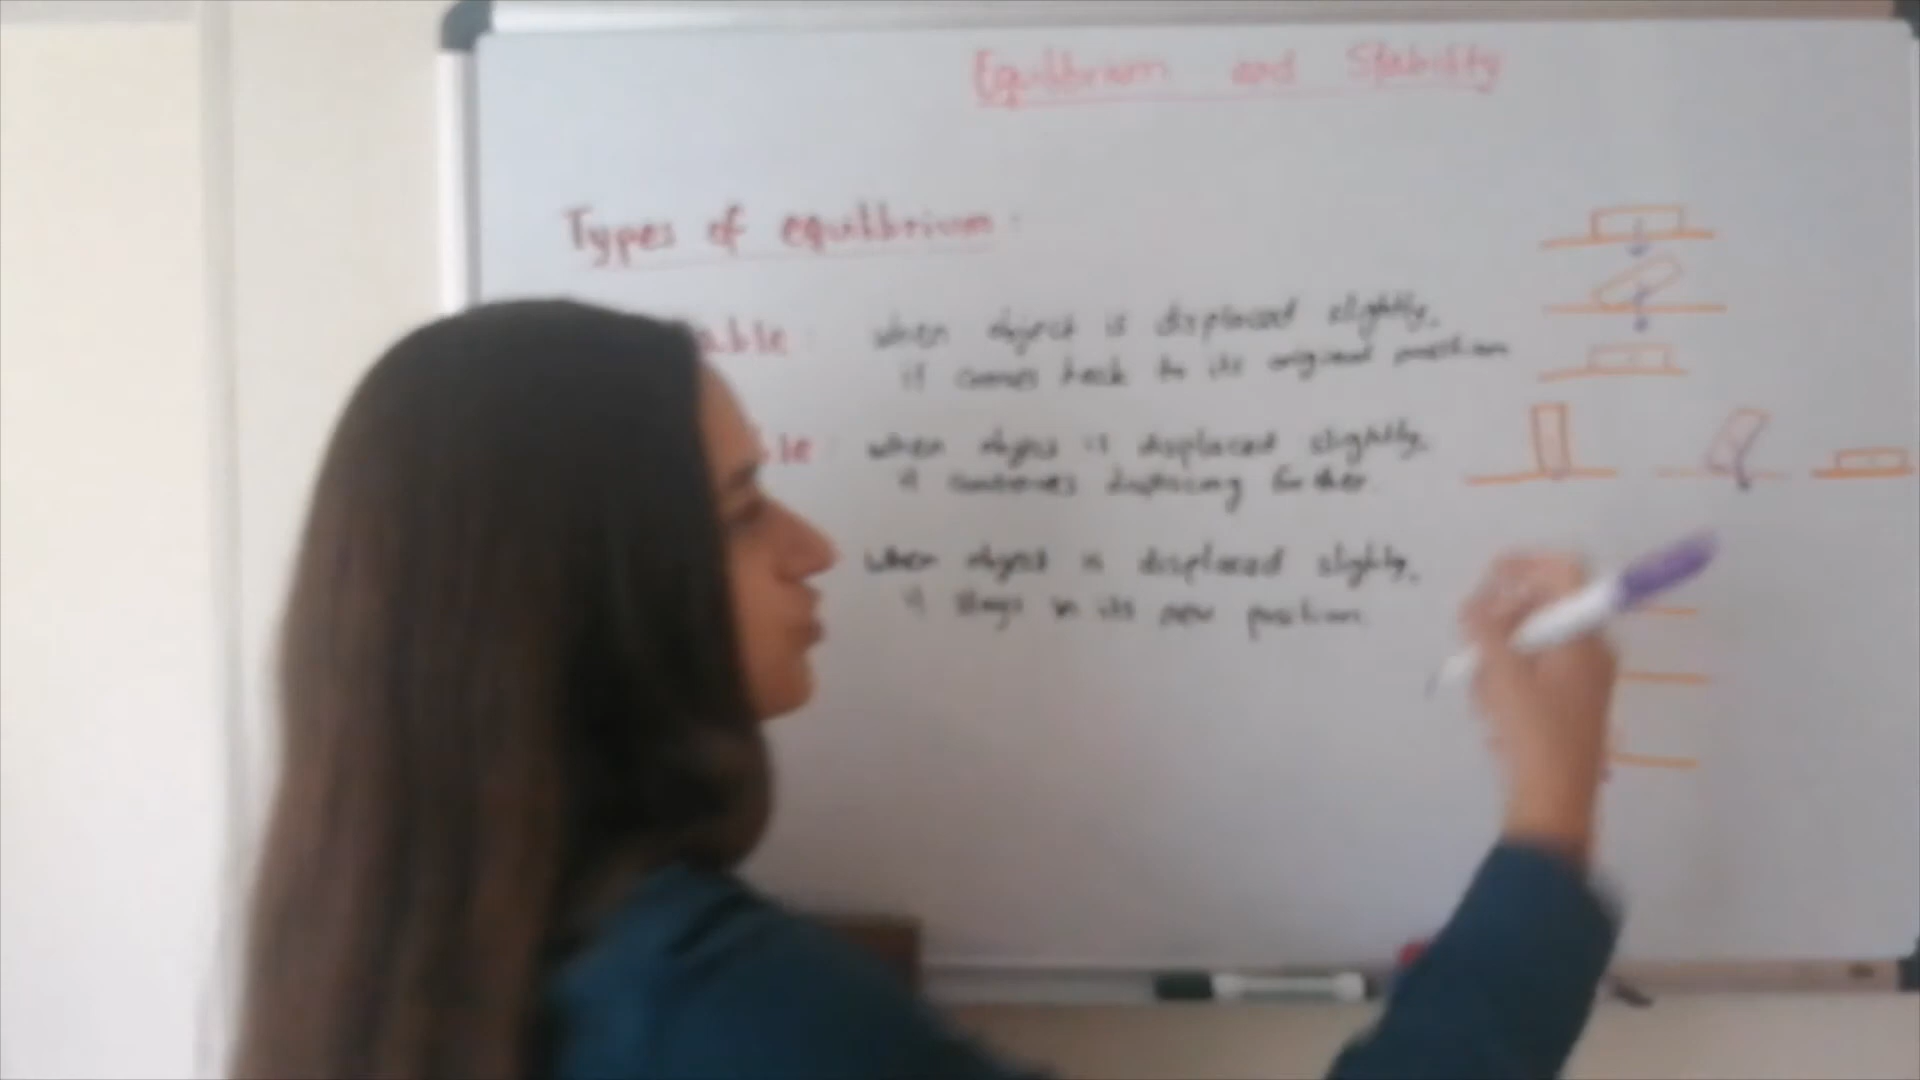 Equilibrium and Stability
Types of equilibrium:
able : when object is displaced slightly,
it comes back to its original position
le : when object is displaced slightly,
it continues displacing further.
when object is displaced slightly,
it stays in its new position.